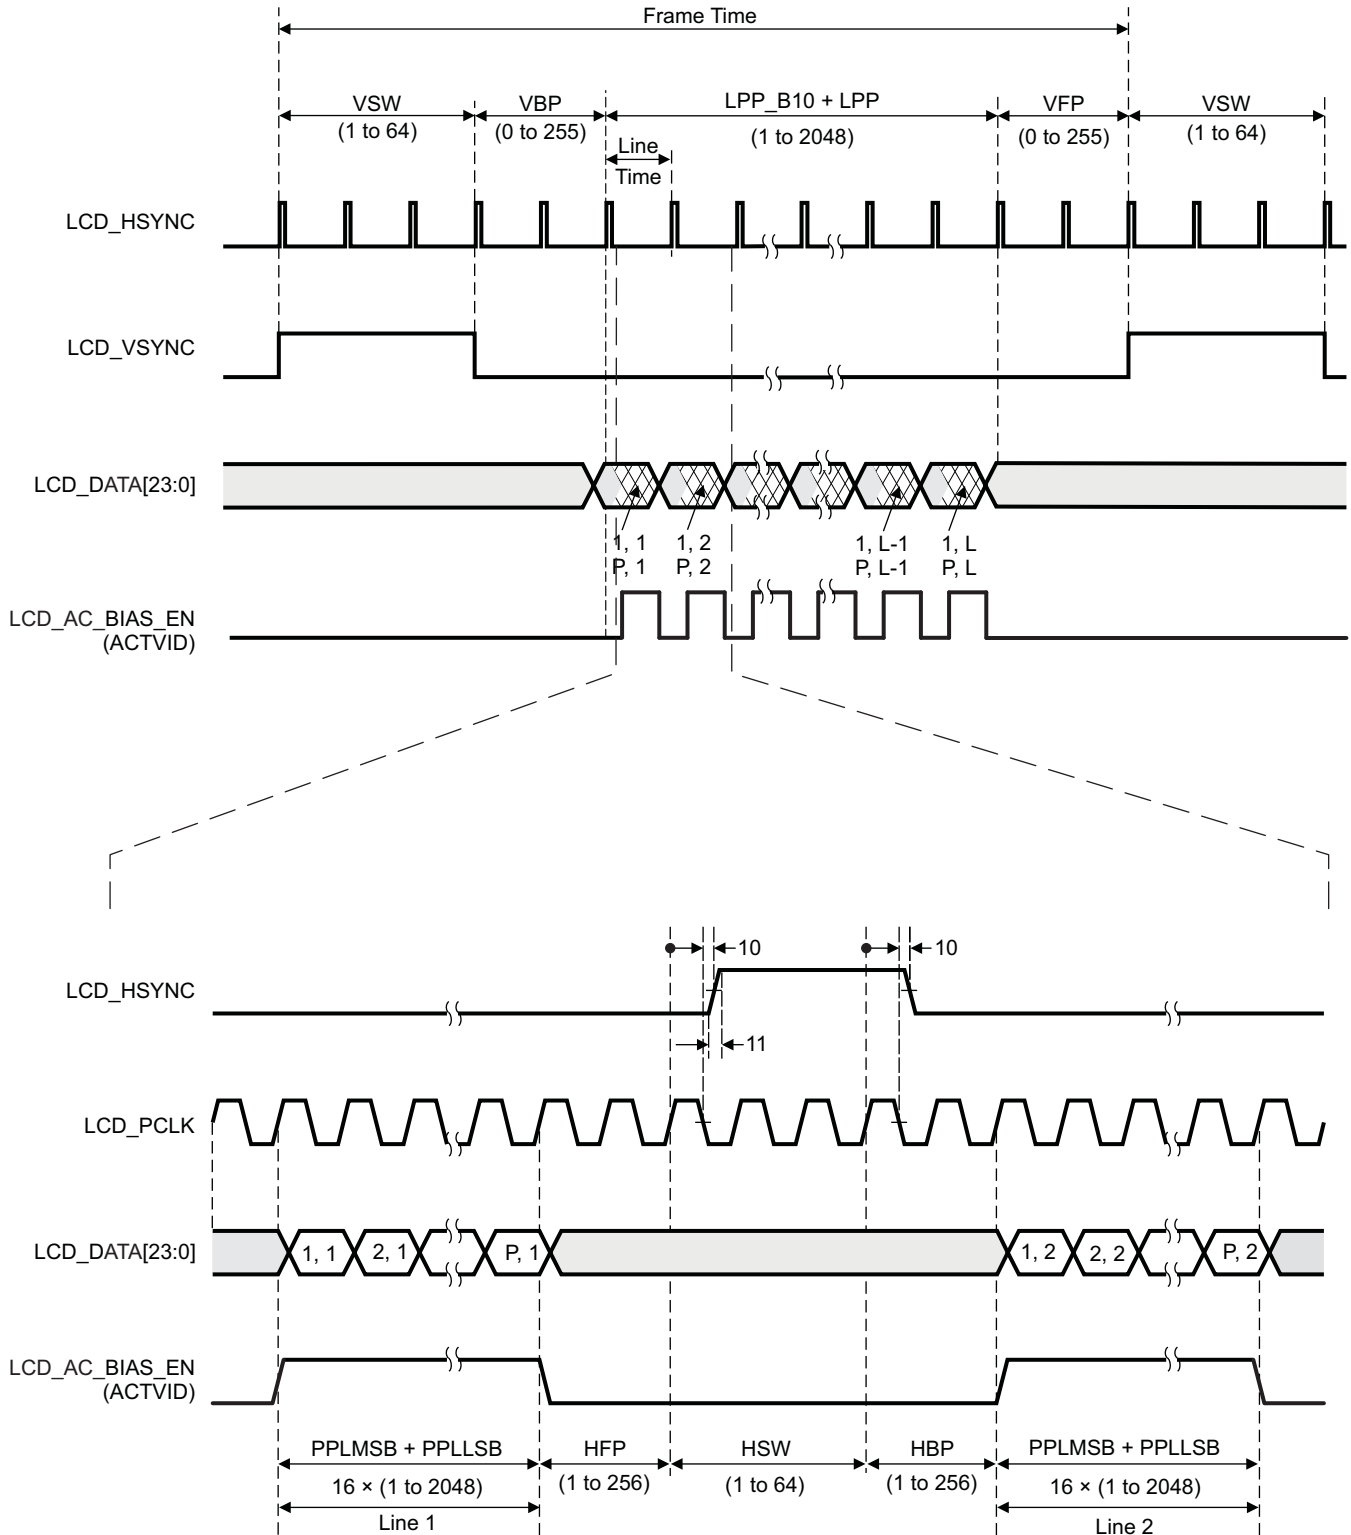 Frame Time
VSW
(1 to 64)
VBP
(0 to 255)
LPP_B10 + LPP
(1 to 2048)
VFP
(0 to 255)
VSW
(1 to 64)
Line
Time
LCD_HSYNC
LCD_VSYNC
LCD_DATA[23:0]
1, 1
P, 1
1, 2
P, 2
1, L-1
P, L-1
1, L
P, L
LCD_AC_BIAS_EN
(ACTVID)
10
10
LCD_HSYNC
11
LCD_PCLK
LCD_DATA[23:0]
1, 1
2, 1
P, 1
1, 2
2, 2
P, 2
LCD_AC_BIAS_EN
(ACTVID)
PPLMSB + PPLLSB
16 × (1 to 2048)
Line 1
HFP
(1 to 256)
HSW
(1 to 64)
HBP
(1 to 256)
PPLMSB + PPLLSB
16 × (1 to 2048)
Line 2